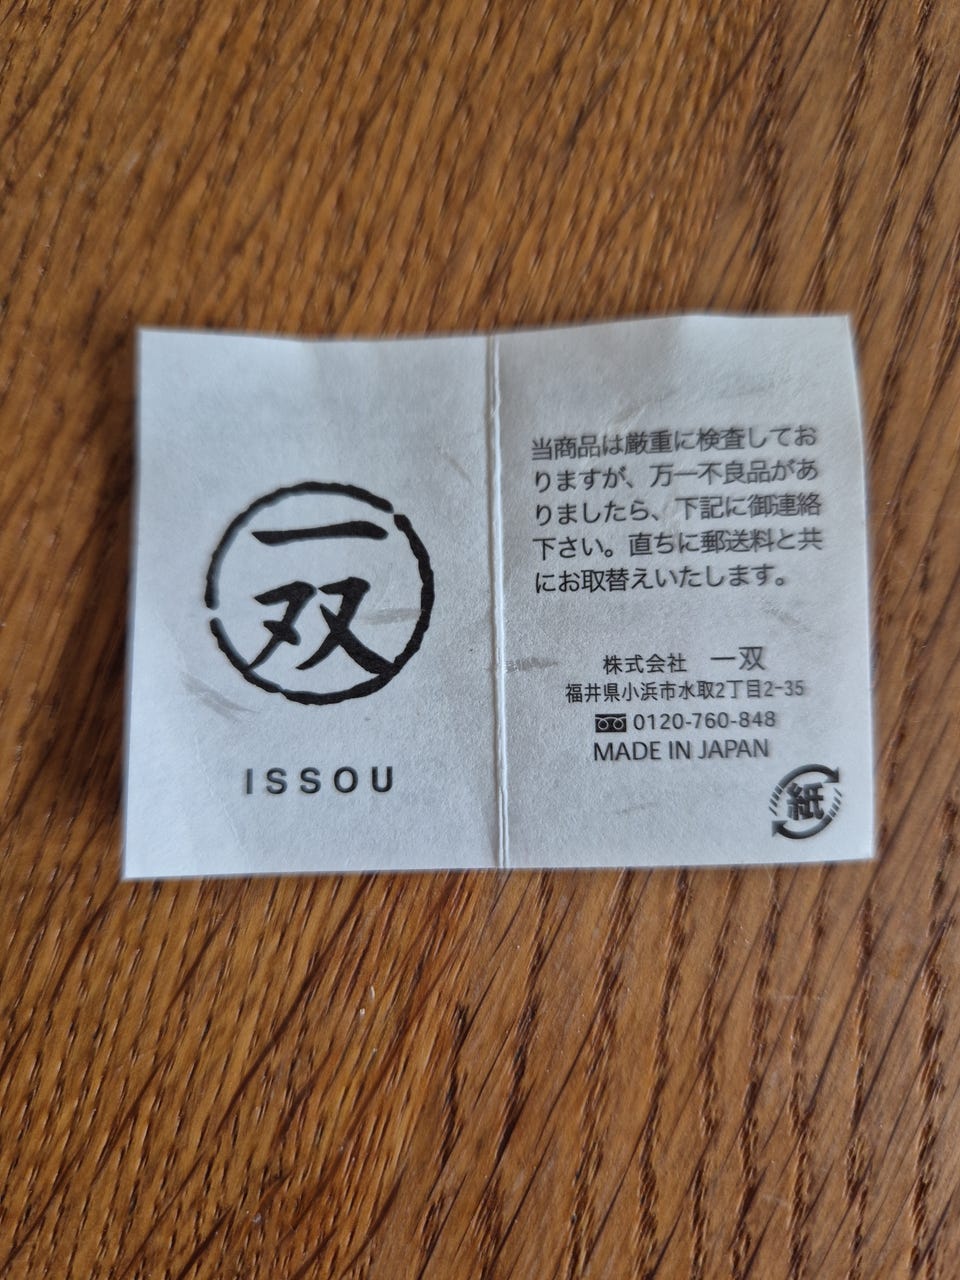 一
双
ISSOU
当商品は厳重に検査してお
りますが、万一不良品があ
りましたら、下記に御連絡
下さい。直ちに郵送料と共
にお取替えいたします。
株式会社 一双
福井県小浜市水取2丁目2-35
0120-760-848
MADE IN JAPAN
紙